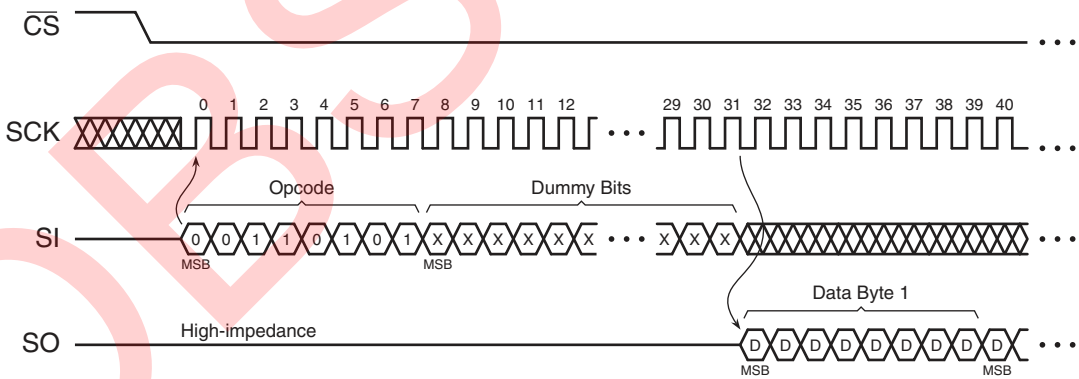 CS
•••
0 1 2 3 4 5 6 7 8 9 10 11 12 29 30 31 32 33 34 35 36 37 38 39 40
SCK ••• •••
Opcode Dummy Bits
SI 0 0 1 1 0 1 0 1 X X X X X X ••• X X X •••
MSB MSB
Data Byte 1
High-impedance
SO D D D D D D D D D •••
MSB MSB
OBS